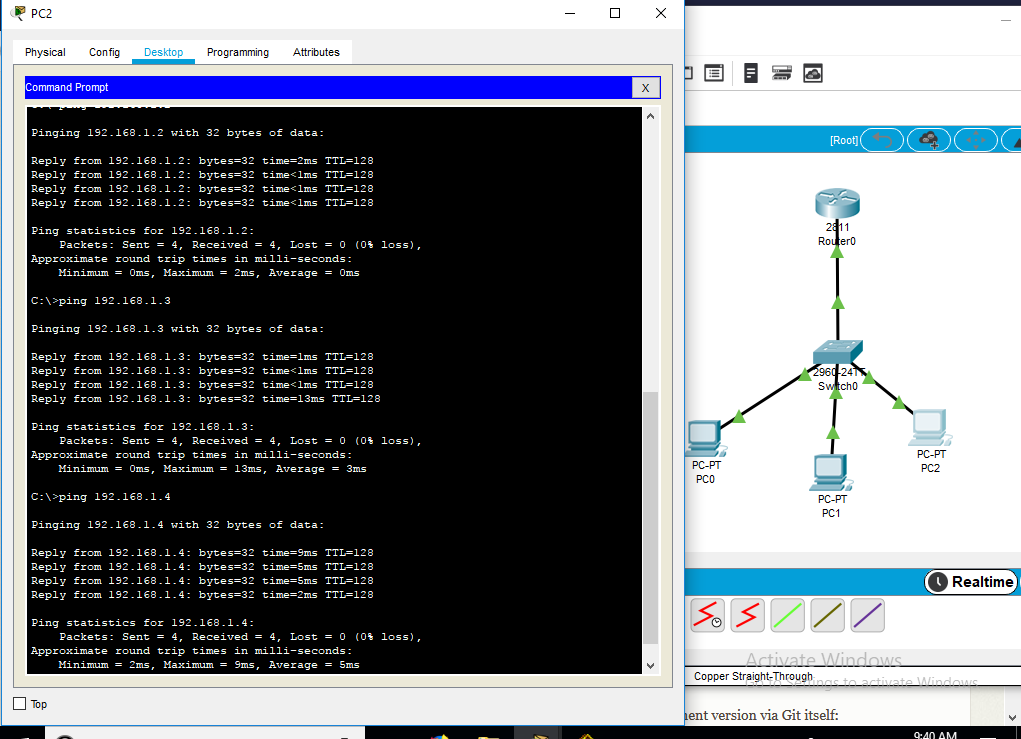 PC2
Physical Config Desktop Programming Attributes
Command Prompt
X
Pinging 192.168.1.2 with 32 bytes of data:
Reply from 192.168.1.2: bytes=32 time=2ms TTL=128
Reply from 192.168.1.2: bytes=32 time<1ms TTL=128
Reply from 192.168.1.2: bytes=32 time<1ms TTL=128
Reply from 192.168.1.2: bytes=32 time<1ms TTL=128
Ping statistics for 192.168.1.2:
Packets: Sent = 4, Received = 4, Lost = 0 (0% loss),
Approximate round trip times in milli-seconds:
Minimum = 0ms, Maximum = 2ms, Average = 0ms
C:\>ping 192.168.1.3
Pinging 192.168.1.3 with 32 bytes of data:
Reply from 192.168.1.3: bytes=32 time=1ms TTL=128
Reply from 192.168.1.3: bytes=32 time<1ms TTL=128
Reply from 192.168.1.3: bytes=32 time<1ms TTL=128
Reply from 192.168.1.3: bytes=32 time=13ms TTL=128
Ping statistics for 192.168.1.3:
Packets: Sent = 4, Received = 4, Lost = 0 (0% loss),
Approximate round trip times in milli-seconds:
Minimum = 0ms, Maximum = 13ms, Average = 3ms
C:\>ping 192.168.1.4
Pinging 192.168.1.4 with 32 bytes of data:
Reply from 192.168.1.4: bytes=32 time=9ms TTL=128
Reply from 192.168.1.4: bytes=32 time=5ms TTL=128
Reply from 192.168.1.4: bytes=32 time=5ms TTL=128
Reply from 192.168.1.4: bytes=32 time=2ms TTL=128
Ping statistics for 192.168.1.4:
Packets: Sent = 4, Received = 4, Lost = 0 (0% loss),
Approximate round trip times in milli-seconds:
Minimum = 2ms, Maximum = 9ms, Average = 5ms
Top
[Root]
2811
Router0
2960-24TT
Switch0
PC-PT
PC0
PC-PT
PC1
PC-PT
PC2
Realtime
Activate Windows
Go to Settings to activate Windows.
Copper Straight-Through
version via Git itself:
9:40 AM